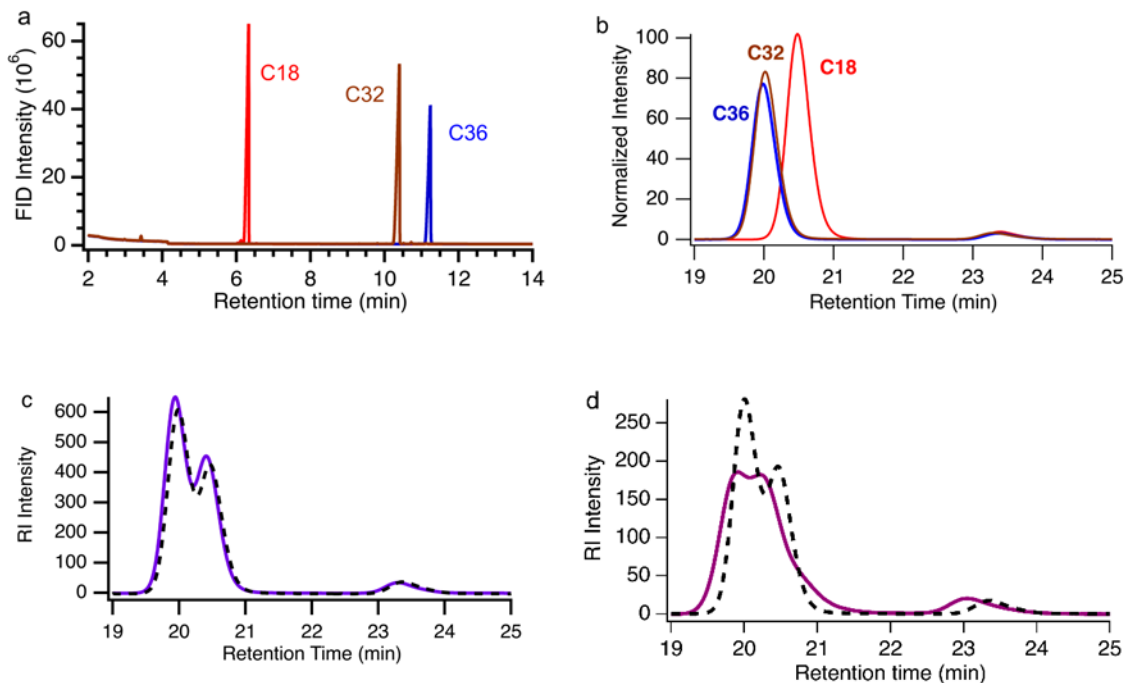 a
FID Intensity (10⁶)
60
40
20
0
2 4 6 8 10 12 14
Retention time (min)
C18
C32
C36
b
Normalized Intensity
100
80
60
40
20
0
19 20 21 22 23 24 25
Retention Time (min)
C32
C18
C36
c
RI Intensity
600
500
400
300
200
100
0
19 20 21 22 23 24 25
Retention Time (min)
d
RI Intensity
250
200
150
100
50
0
19 20 21 22 23 24 25
Retention time (min)